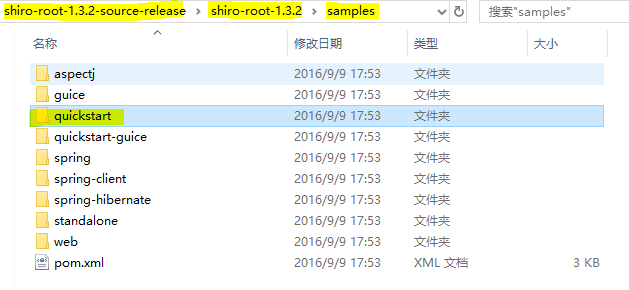 shiro-root-1.3.2-source-release > shiro-root-1.3.2 > samples 搜索"samples"
名称 修改日期 类型 大小
aspectj 2016/9/9 17:53 文件夹
guice 2016/9/9 17:53 文件夹
quickstart 2016/9/9 17:53 文件夹
quickstart-guice 2016/9/9 17:53 文件夹
spring 2016/9/9 17:53 文件夹
spring-client 2016/9/9 17:53 文件夹
spring-hibernate 2016/9/9 17:53 文件夹
standalone 2016/9/9 17:53 文件夹
web 2016/9/9 17:53 文件夹
pom.xml 2016/9/9 17:53 XML 文档 3 KB